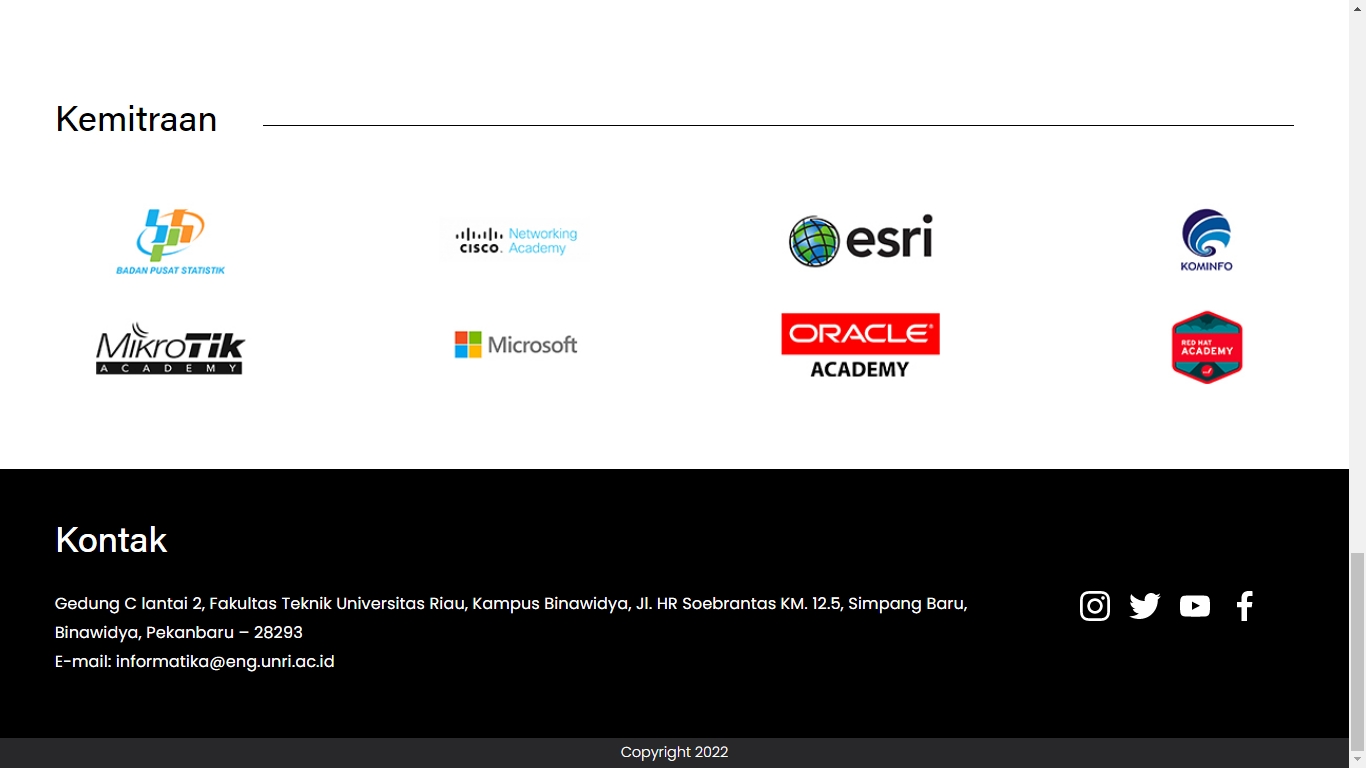 Kemitraan
BADAN PUSAT STATISTIK
CISCO. Networking Academy
esri
KOMINFO
MikroTik
ACADEMY
Microsoft
ORACLE®
ACADEMY
RED HAT
ACADEMY
Kontak
Gedung C lantai 2, Fakultas Teknik Universitas Riau, Kampus Binawidya, Jl. HR Soebrantas KM. 12.5, Simpang Baru,
Binawidya, Pekanbaru – 28293
E-mail: informatika@eng.unri.ac.id
Copyright 2022